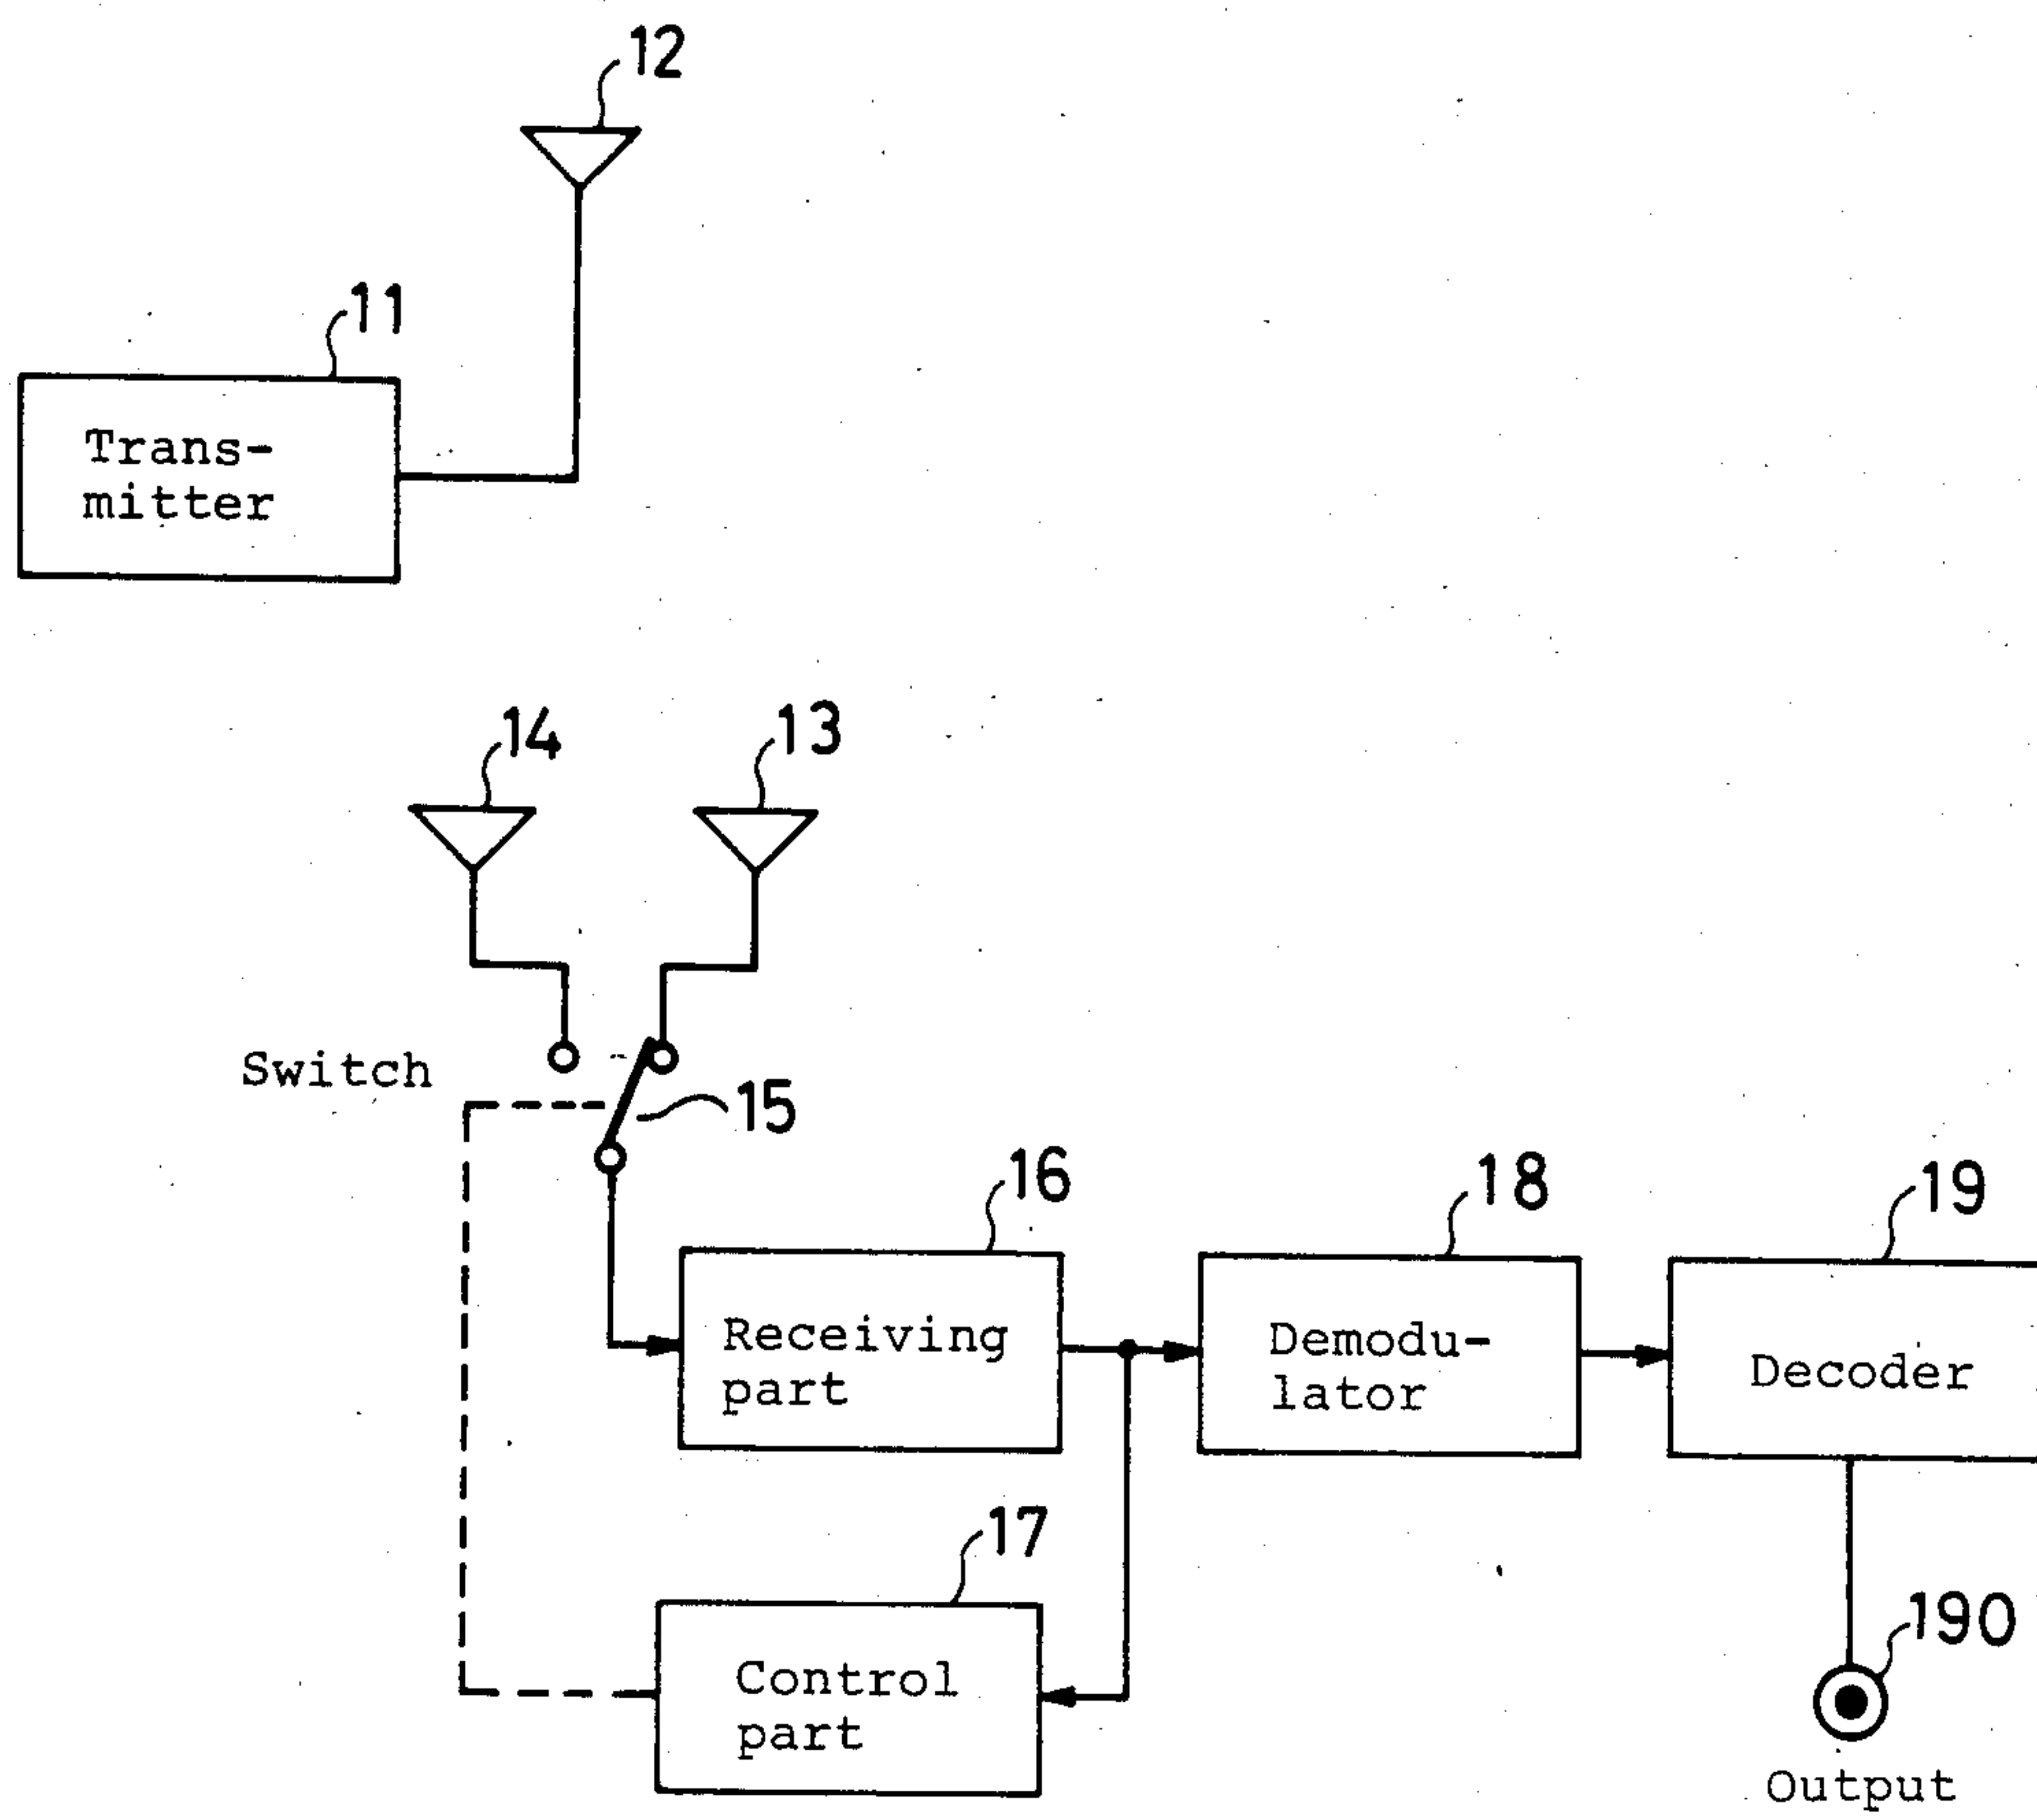 12
11
Trans-
mitter
14
13
Switch
15
16
18
19
Receiving
part
Demodu-
lator
Decoder
17
Control
part
190
Output